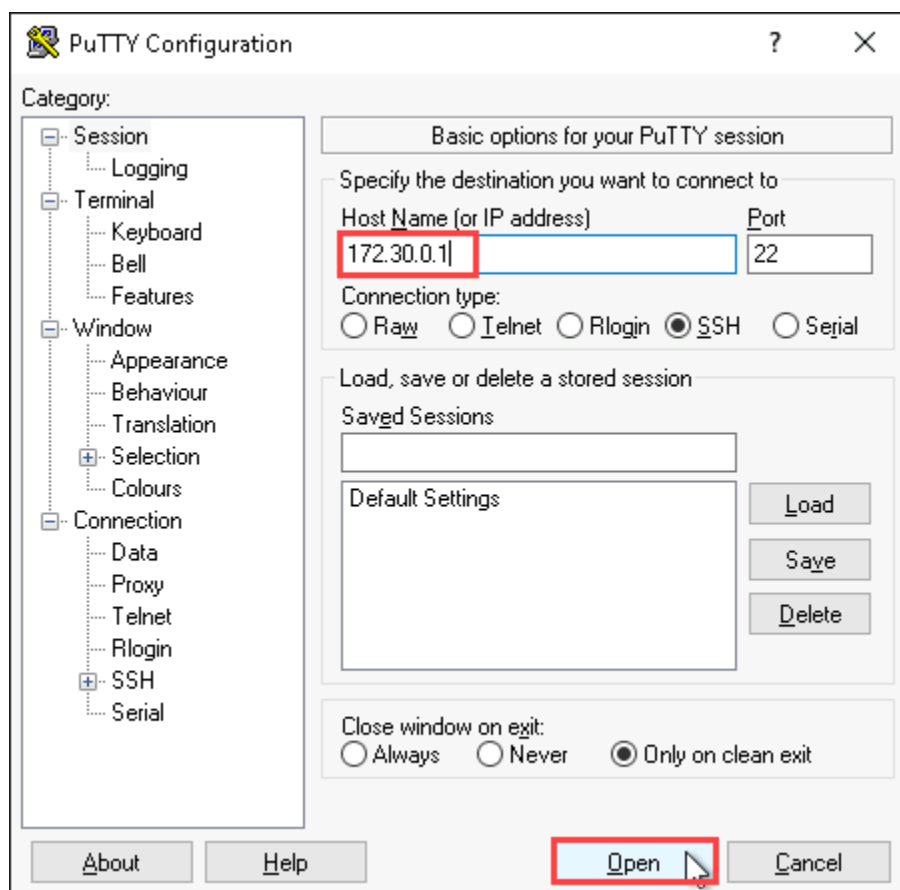 PuTTY Configuration
?
Category:
Session
Logging
Terminal
Keyboard
Bell
Features
Window
Appearance
Behaviour
Translation
Selection
Colours
Connection
Data
Proxy
Telnet
Rlogin
SSH
Serial
Basic options for your PuTTY session
Specify the destination you want to connect to
Host Name (or IP address) Port
172.30.0.1 22
Connection type:
Raw Telnet Rlogin SSH Serial
Load, save or delete a stored session
Saved Sessions
Default Settings
Load
Save
Delete
Close window on exit:
Always Never Only on clean exit
About Help Open Cancel